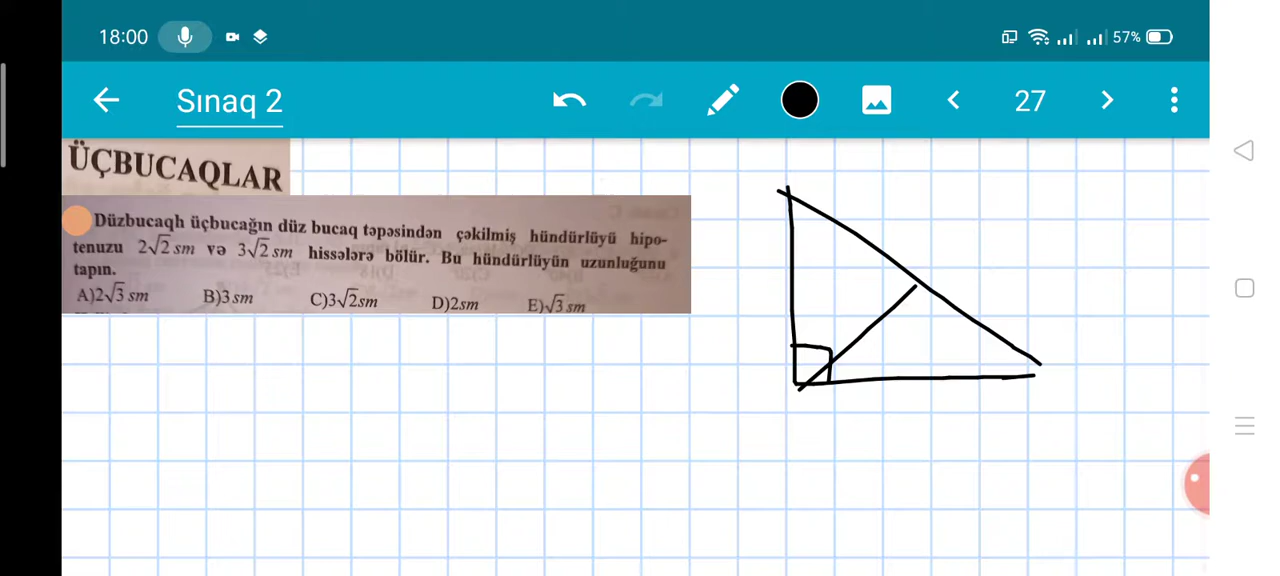 18:00
57%
Sınaq 2
27
ÜÇBUCAQLAR
Düzbucaqlı üçbucağın düz bucaq təpəsindən çəkilmiş hündürlüyü hipo-
tenuzu 2√2 sm və 3√2 sm hissələrə bölür. Bu hündürlüyün uzunluğunu
tapın.
A)2√3 sm B)3 sm C)3√2sm D)2sm E)√3 sm